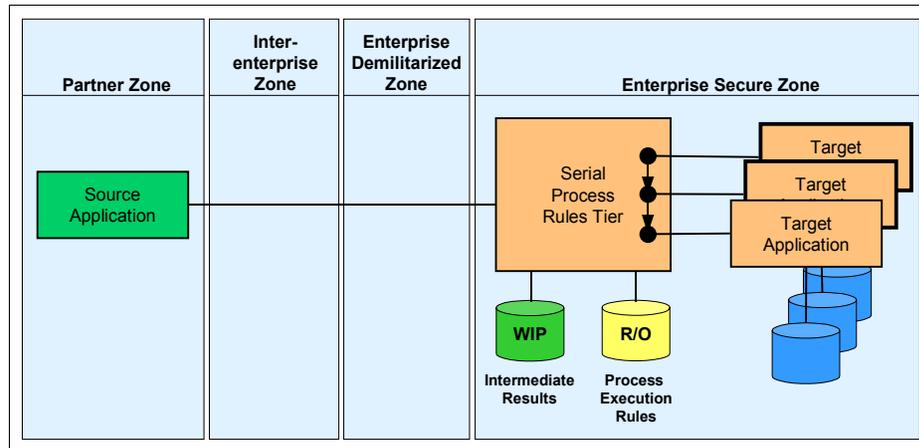 Partner Zone
Inter-
enterprise
Zone
Enterprise
Demilitarized
Zone
Enterprise Secure Zone
Source
Application
Serial
Process
Rules Tier
Target
Target
Target
Application
WIP
R/O
Intermediate
Results
Process
Execution
Rules